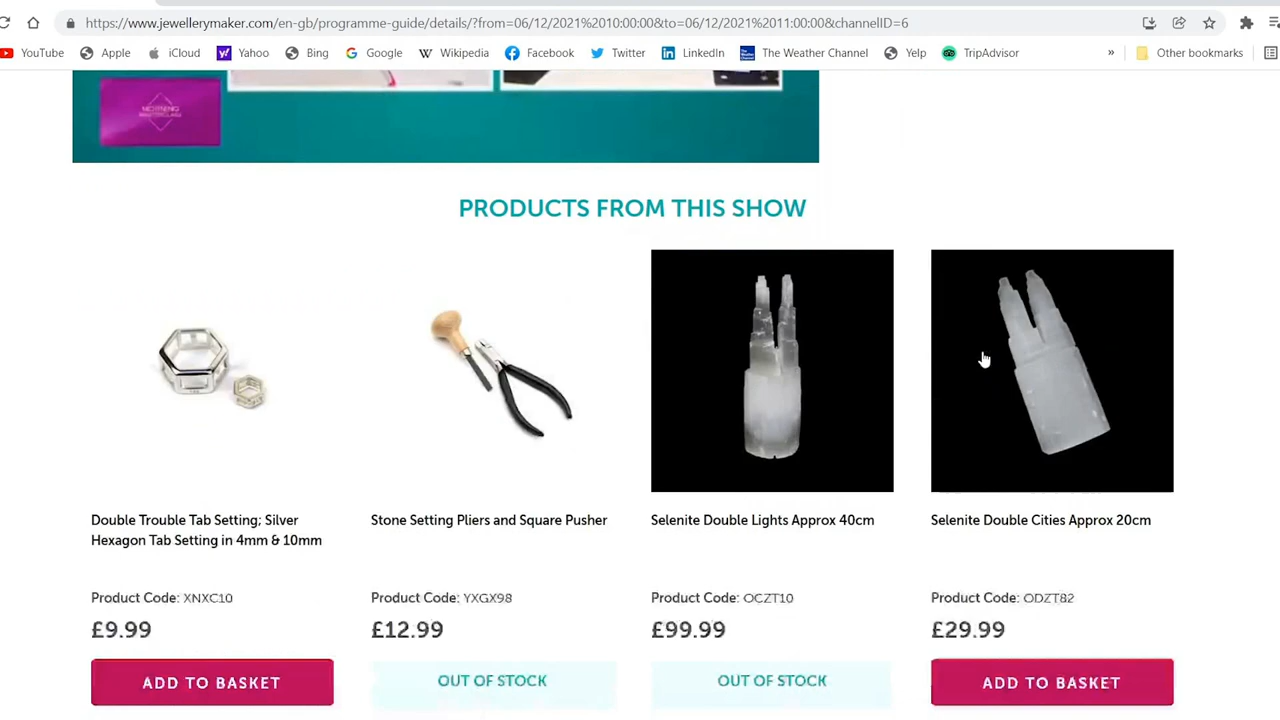 https://www.jewellerymaker.com/en-gb/programme-guide/details/?from=06/12/2021%2010:00:00&to=06/12/2021%2011:00:00&channelID=6
YouTube Apple iCloud Yahoo Bing Google Wikipedia Facebook Twitter LinkedIn The Weather Channel Yelp TripAdvisor » Other bookmarks
MORNING
MASTERCLASS
PRODUCTS FROM THIS SHOW
Double Trouble Tab Setting; Silver
Hexagon Tab Setting in 4mm & 10mm
Stone Setting Pliers and Square Pusher
Selenite Double Lights Approx 40cm
Selenite Double Cities Approx 20cm
Product Code: XNXC10
Product Code: YXGX98
Product Code: OCZT10
Product Code: ODZT82
£9.99
£12.99
£99.99
£29.99
ADD TO BASKET
OUT OF STOCK
OUT OF STOCK
ADD TO BASKET